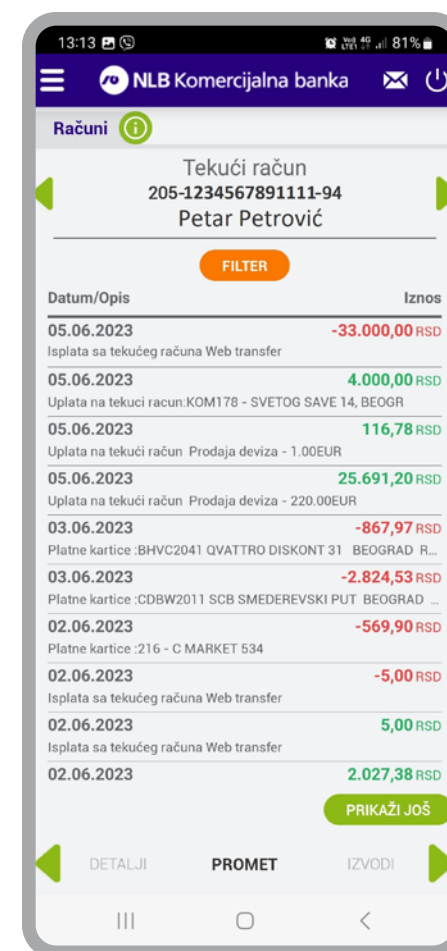 13:13
VoD 4G
LTE1 81%
NLB Komercijalna banka
Računi
Tekući račun
205-1234567891111-94
Petar Petrović
FILTER
Datum/Opis Iznos
05.06.2023 -33.000,00 RSD
Isplata sa tekućeg računa Web transfer
05.06.2023 4.000,00 RSD
Uplata na tekuci racun:KOM178 - SVETOG SAVE 14, BEOGR
05.06.2023 116,78 RSD
Uplata na tekući račun Prodaja deviza - 1.00EUR
05.06.2023 25.691,20 RSD
Uplata na tekući račun Prodaja deviza - 220.00EUR
03.06.2023 -867,97 RSD
Platne kartice :BHVC2041 QVATTRO DISKONT 31 BEOGRAD R...
03.06.2023 -2.824,53 RSD
Platne kartice :CDBW2011 SCB SMEDEREVSKI PUT BEOGRAD ...
02.06.2023 -569,90 RSD
Platne kartice :216 - C MARKET 534
02.06.2023 -5,00 RSD
Isplata sa tekućeg računa Web transfer
02.06.2023 5,00 RSD
Isplata sa tekućeg računa Web transfer
02.06.2023 2.027,38 RSD
PRIKAŽI JOŠ
DETALJI PROMET IZVODI